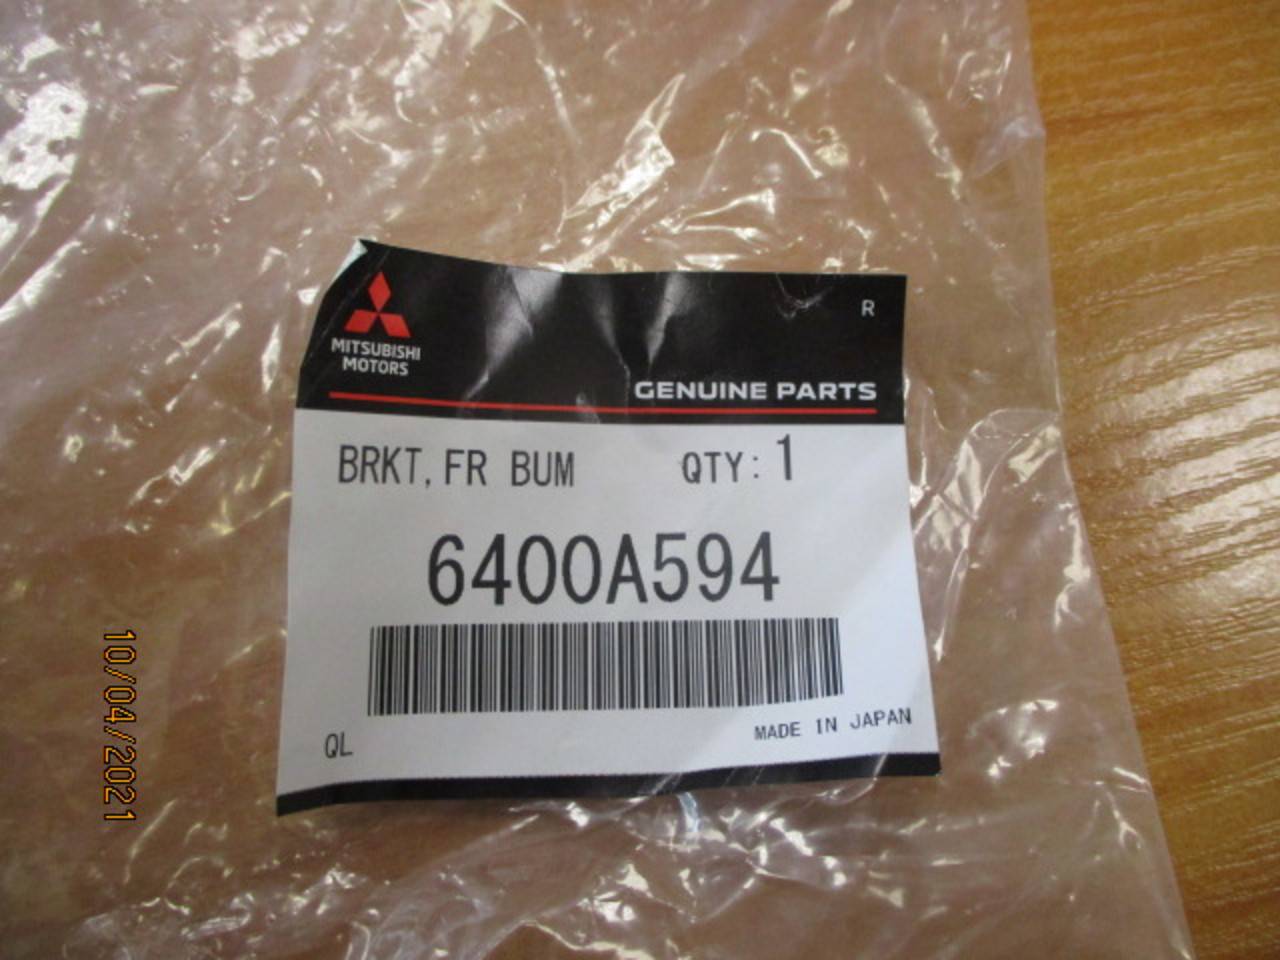 R
MITSUBISHI
MOTORS
GENUINE PARTS
BRKT, FR BUM QTY: 1
6400A594
QL MADE IN JAPAN
10/04/2021